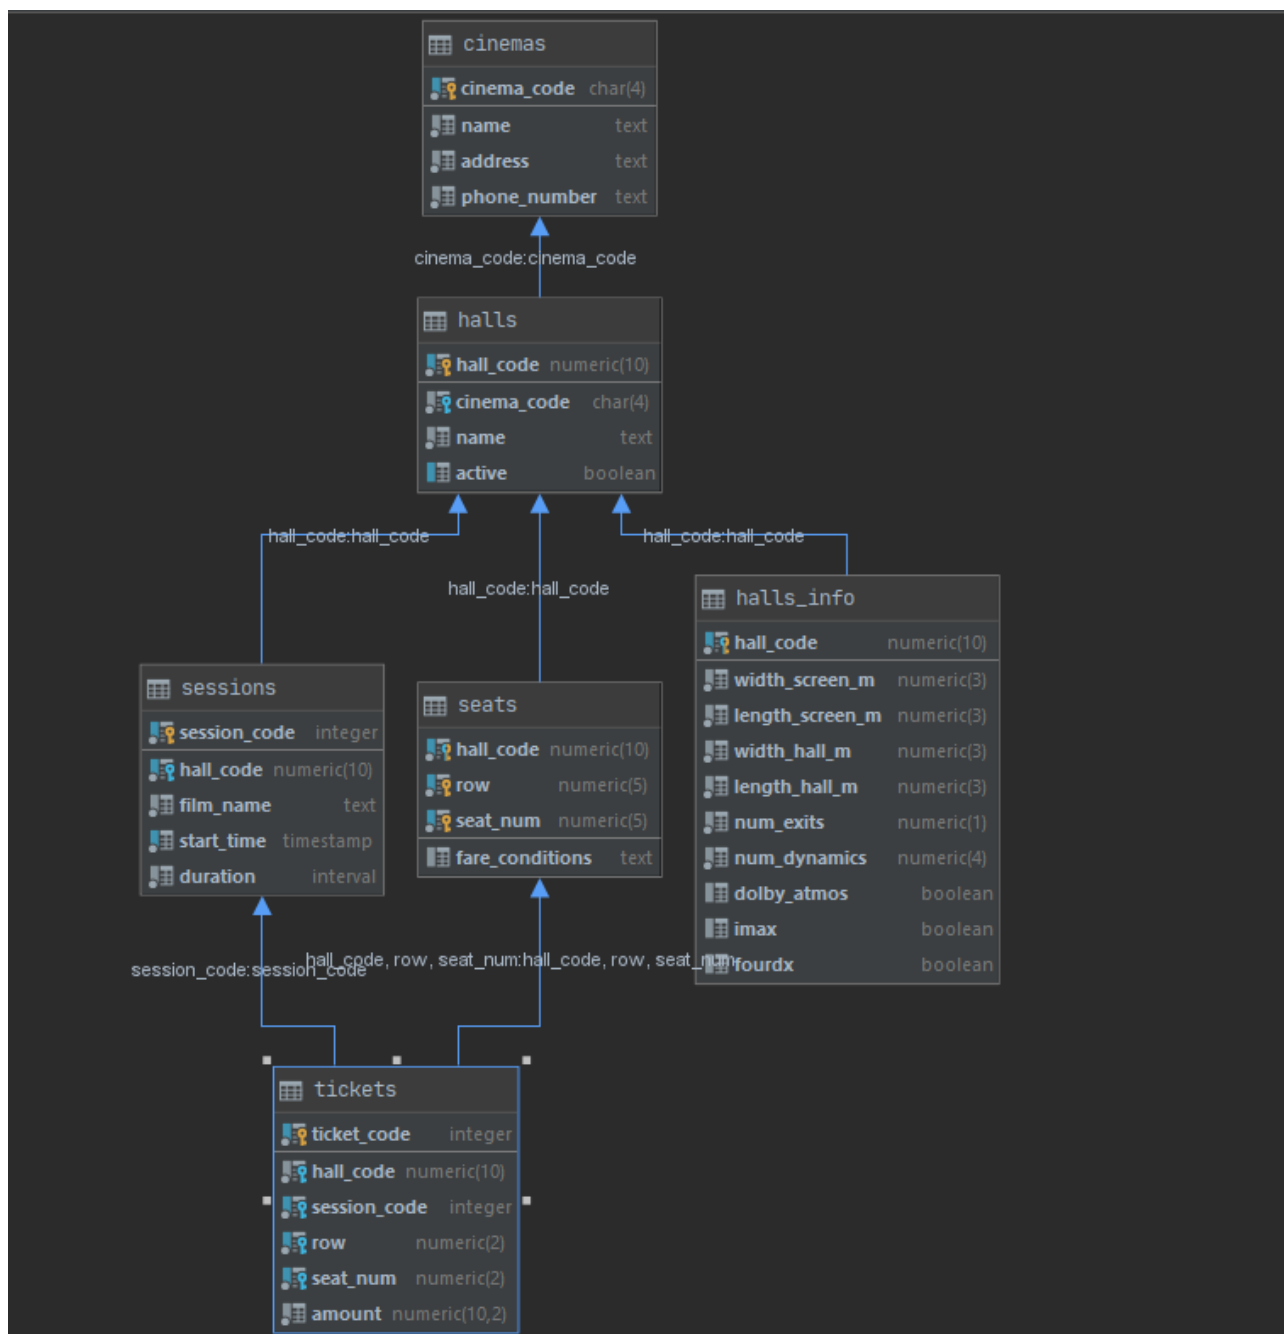 cinemas
cinema_code char(4)
name text
address text
phone_number text
cinema_code:cinema_code
halls
hall_code numeric(10)
cinema_code char(4)
name text
active boolean
hall_code:hall_code
hall_code:hall_code
hall_code:hall_code
halls_info
hall_code numeric(10)
width_screen_m numeric(3)
length_screen_m numeric(3)
width_hall_m numeric(3)
length_hall_m numeric(3)
num_exits numeric(1)
num_dynamics numeric(4)
dolby_atmos boolean
imax boolean
fourdx boolean
sessions
session_code integer
hall_code numeric(10)
film_name text
start_time timestamp
duration interval
seats
hall_code numeric(10)
row numeric(5)
seat_num numeric(5)
fare_conditions text
session_code:session_code
hall_code, row, seat_num:hall_code, row, seat_num
tickets
ticket_code integer
hall_code numeric(10)
session_code integer
row numeric(2)
seat_num numeric(2)
amount numeric(10,2)